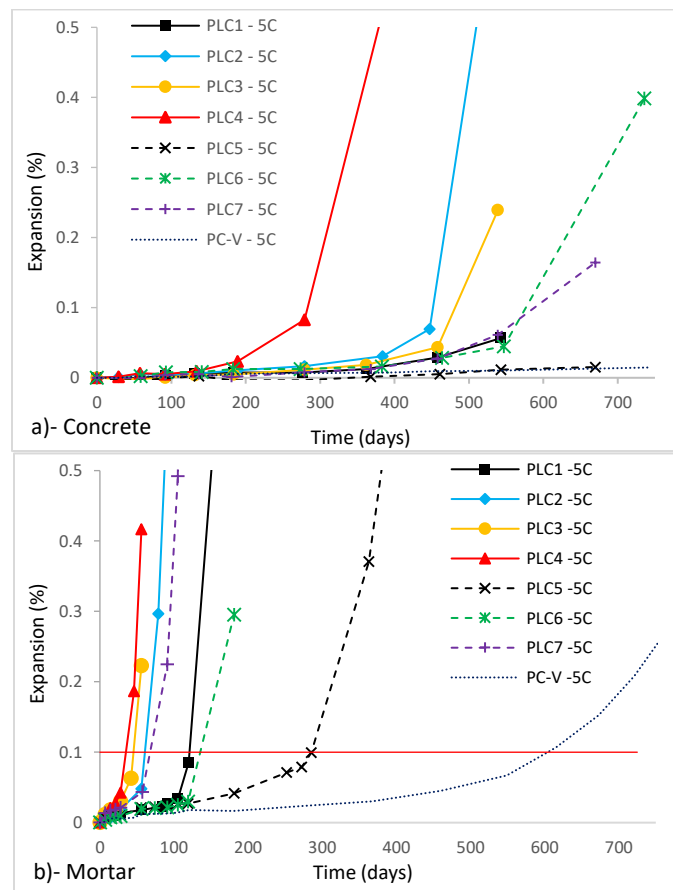 0.5
0.4
0.3
0.2
0.1
0
Expansion (%)
PLC1 - 5C
PLC2 - 5C
PLC3 - 5C
PLC4 - 5C
PLC5 - 5C
PLC6 - 5C
PLC7 - 5C
PC-V - 5C
0 100 200 300 400 500 600 700
a)- Concrete
Time (days)
0.5
0.4
0.3
0.2
0.1
0
Expansion (%)
PLC1 -5C
PLC2 -5C
PLC3 -5C
PLC4 -5C
PLC5 -5C
PLC6 -5C
PLC7 -5C
PC-V -5C
0 100 200 300 400 500 600 700
b)- Mortar
Time (days)